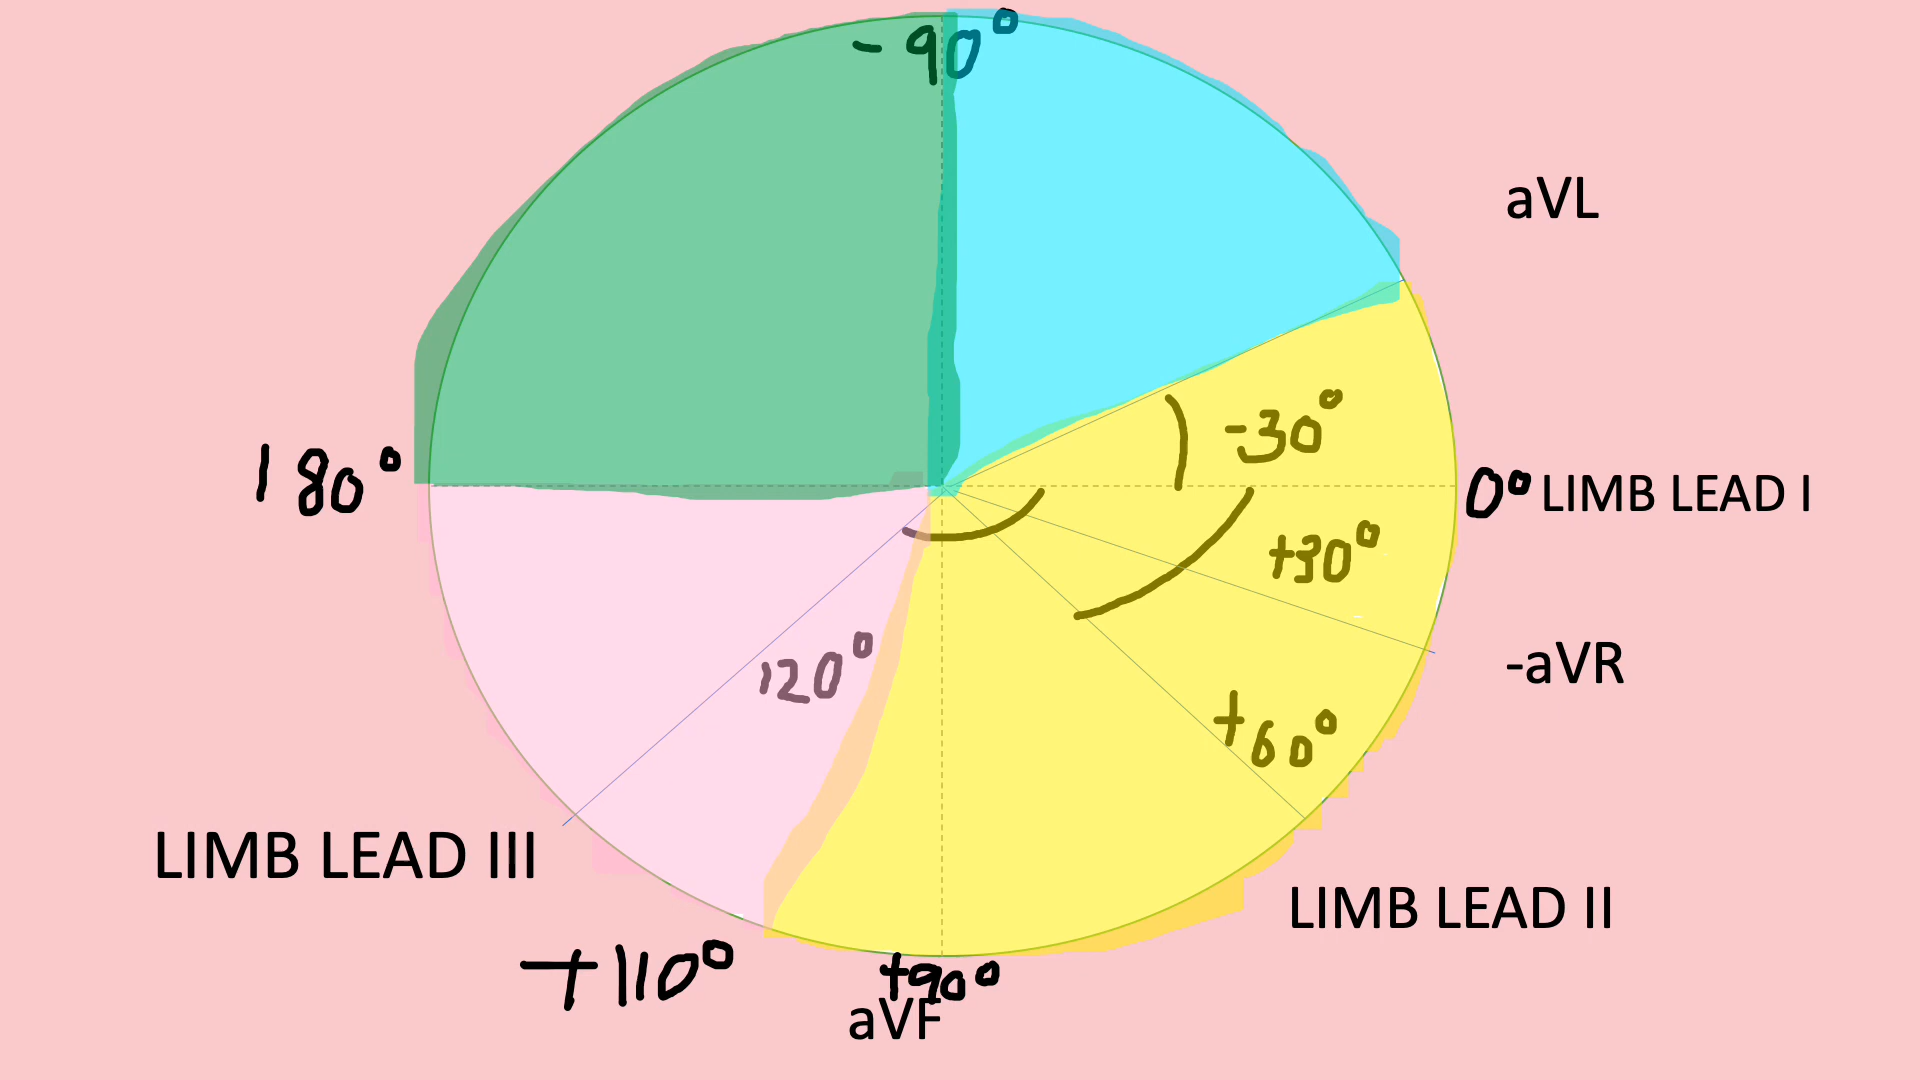 -90°
aVL
-30°
180°
0° LIMB LEAD I
+30°
120°
-aVR
+60°
LIMB LEAD III
LIMB LEAD II
+110°
+90°
aVF